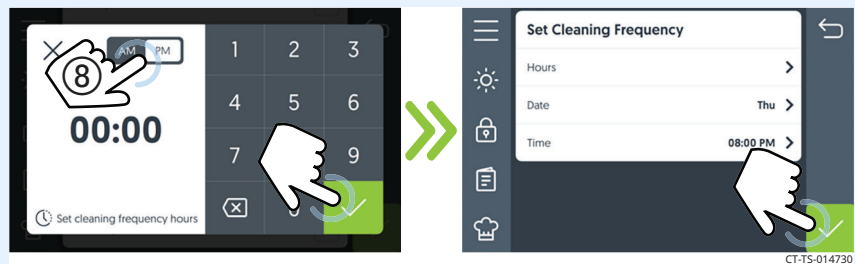 AM PM
8
00:00
Set cleaning frequency hours
1 2 3
4 5 6
7 9
Set Cleaning Frequency
Hours
Date Thu
Time 08:00 PM
CT-TS-014730